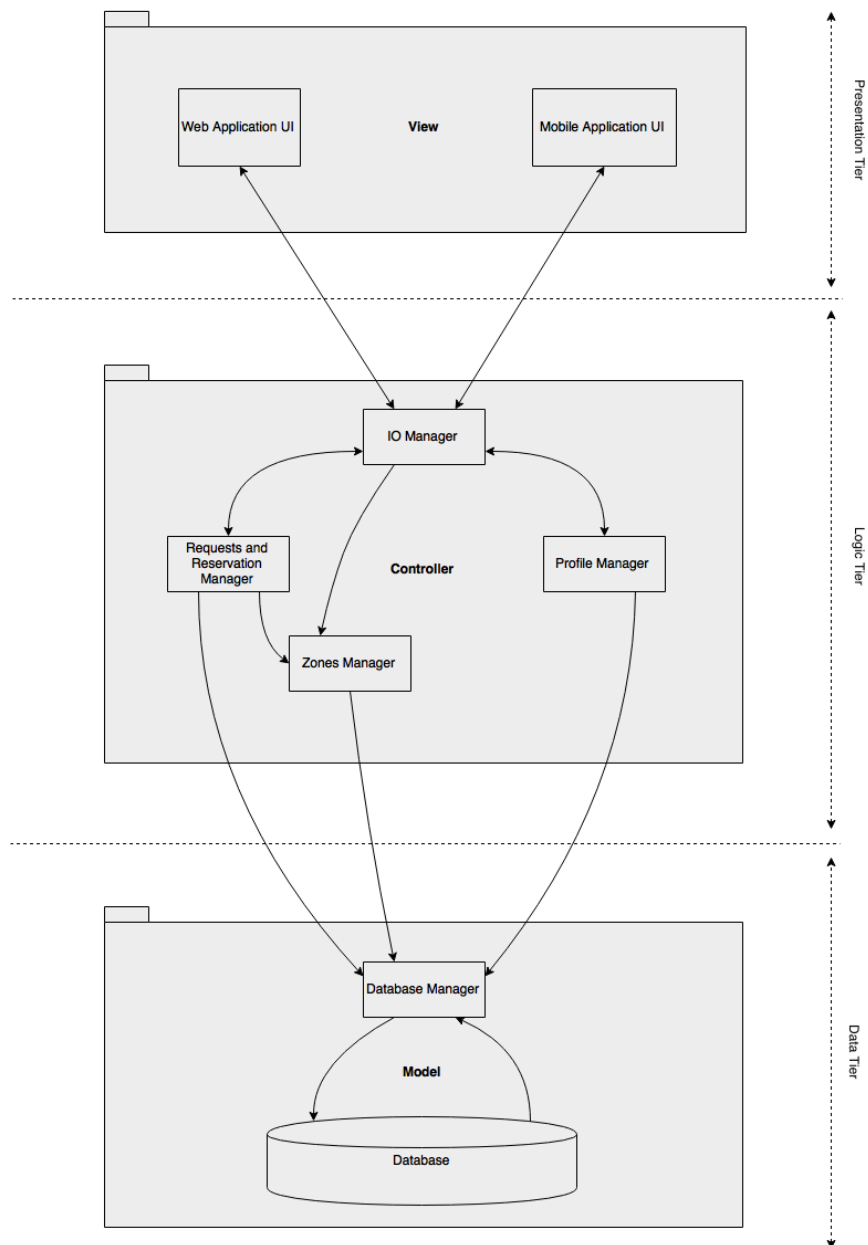 Web Application UI
View
Mobile Application UI
Presentation Tier
IO Manager
Requests and
Reservation
Manager
Controller
Profile Manager
Logic Tier
Zones Manager
Database Manager
Model
Data Tier
Database